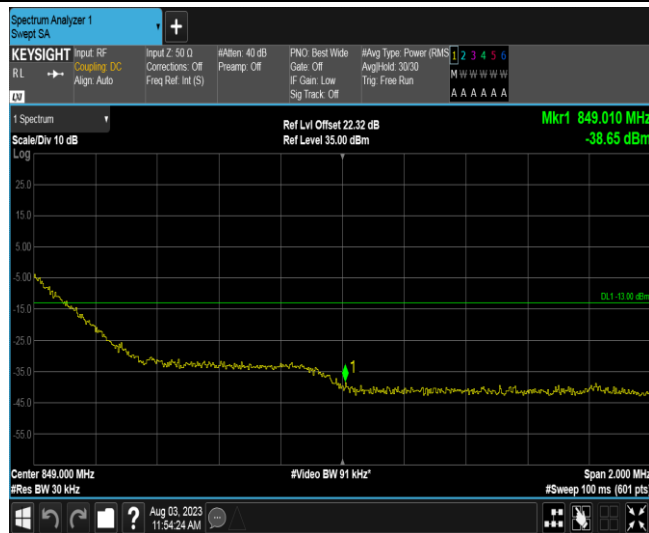 Spectrum Analyzer 1
Swept SA
+
KEYSIGHT
RL
LXI
Input: RF
Coupling: DC
Align: Auto
Input Z: 50 Ω
Corrections: Off
Freq Ref: Int (S)
#Atten: 40 dB
Preamp: Off
PNO: Best Wide
Gate: Off
IF Gain: Low
Sig Track: Off
#Avg Type: Power (RMS
Avg|Hold: 30/30
Trig: Free Run
1 2 3 4 5 6
M W W W W W
A A A A A A
1 Spectrum
Scale/Div 10 dB
Log
Ref Lvl Offset 22.32 dB
Ref Level 35.00 dBm
Mkr1 849.010 MHz
-38.65 dBm
25.0
15.0
5.00
-5.00
-15.0
-25.0
-35.0
-45.0
-55.0
DL1 -13.00 dBm
1
Center 849.000 MHz
#Res BW 30 kHz
#Video BW 91 kHz*
Span 2.000 MHz
#Sweep 100 ms (601 pts)
?
Aug 03, 2023
11:54:24 AM